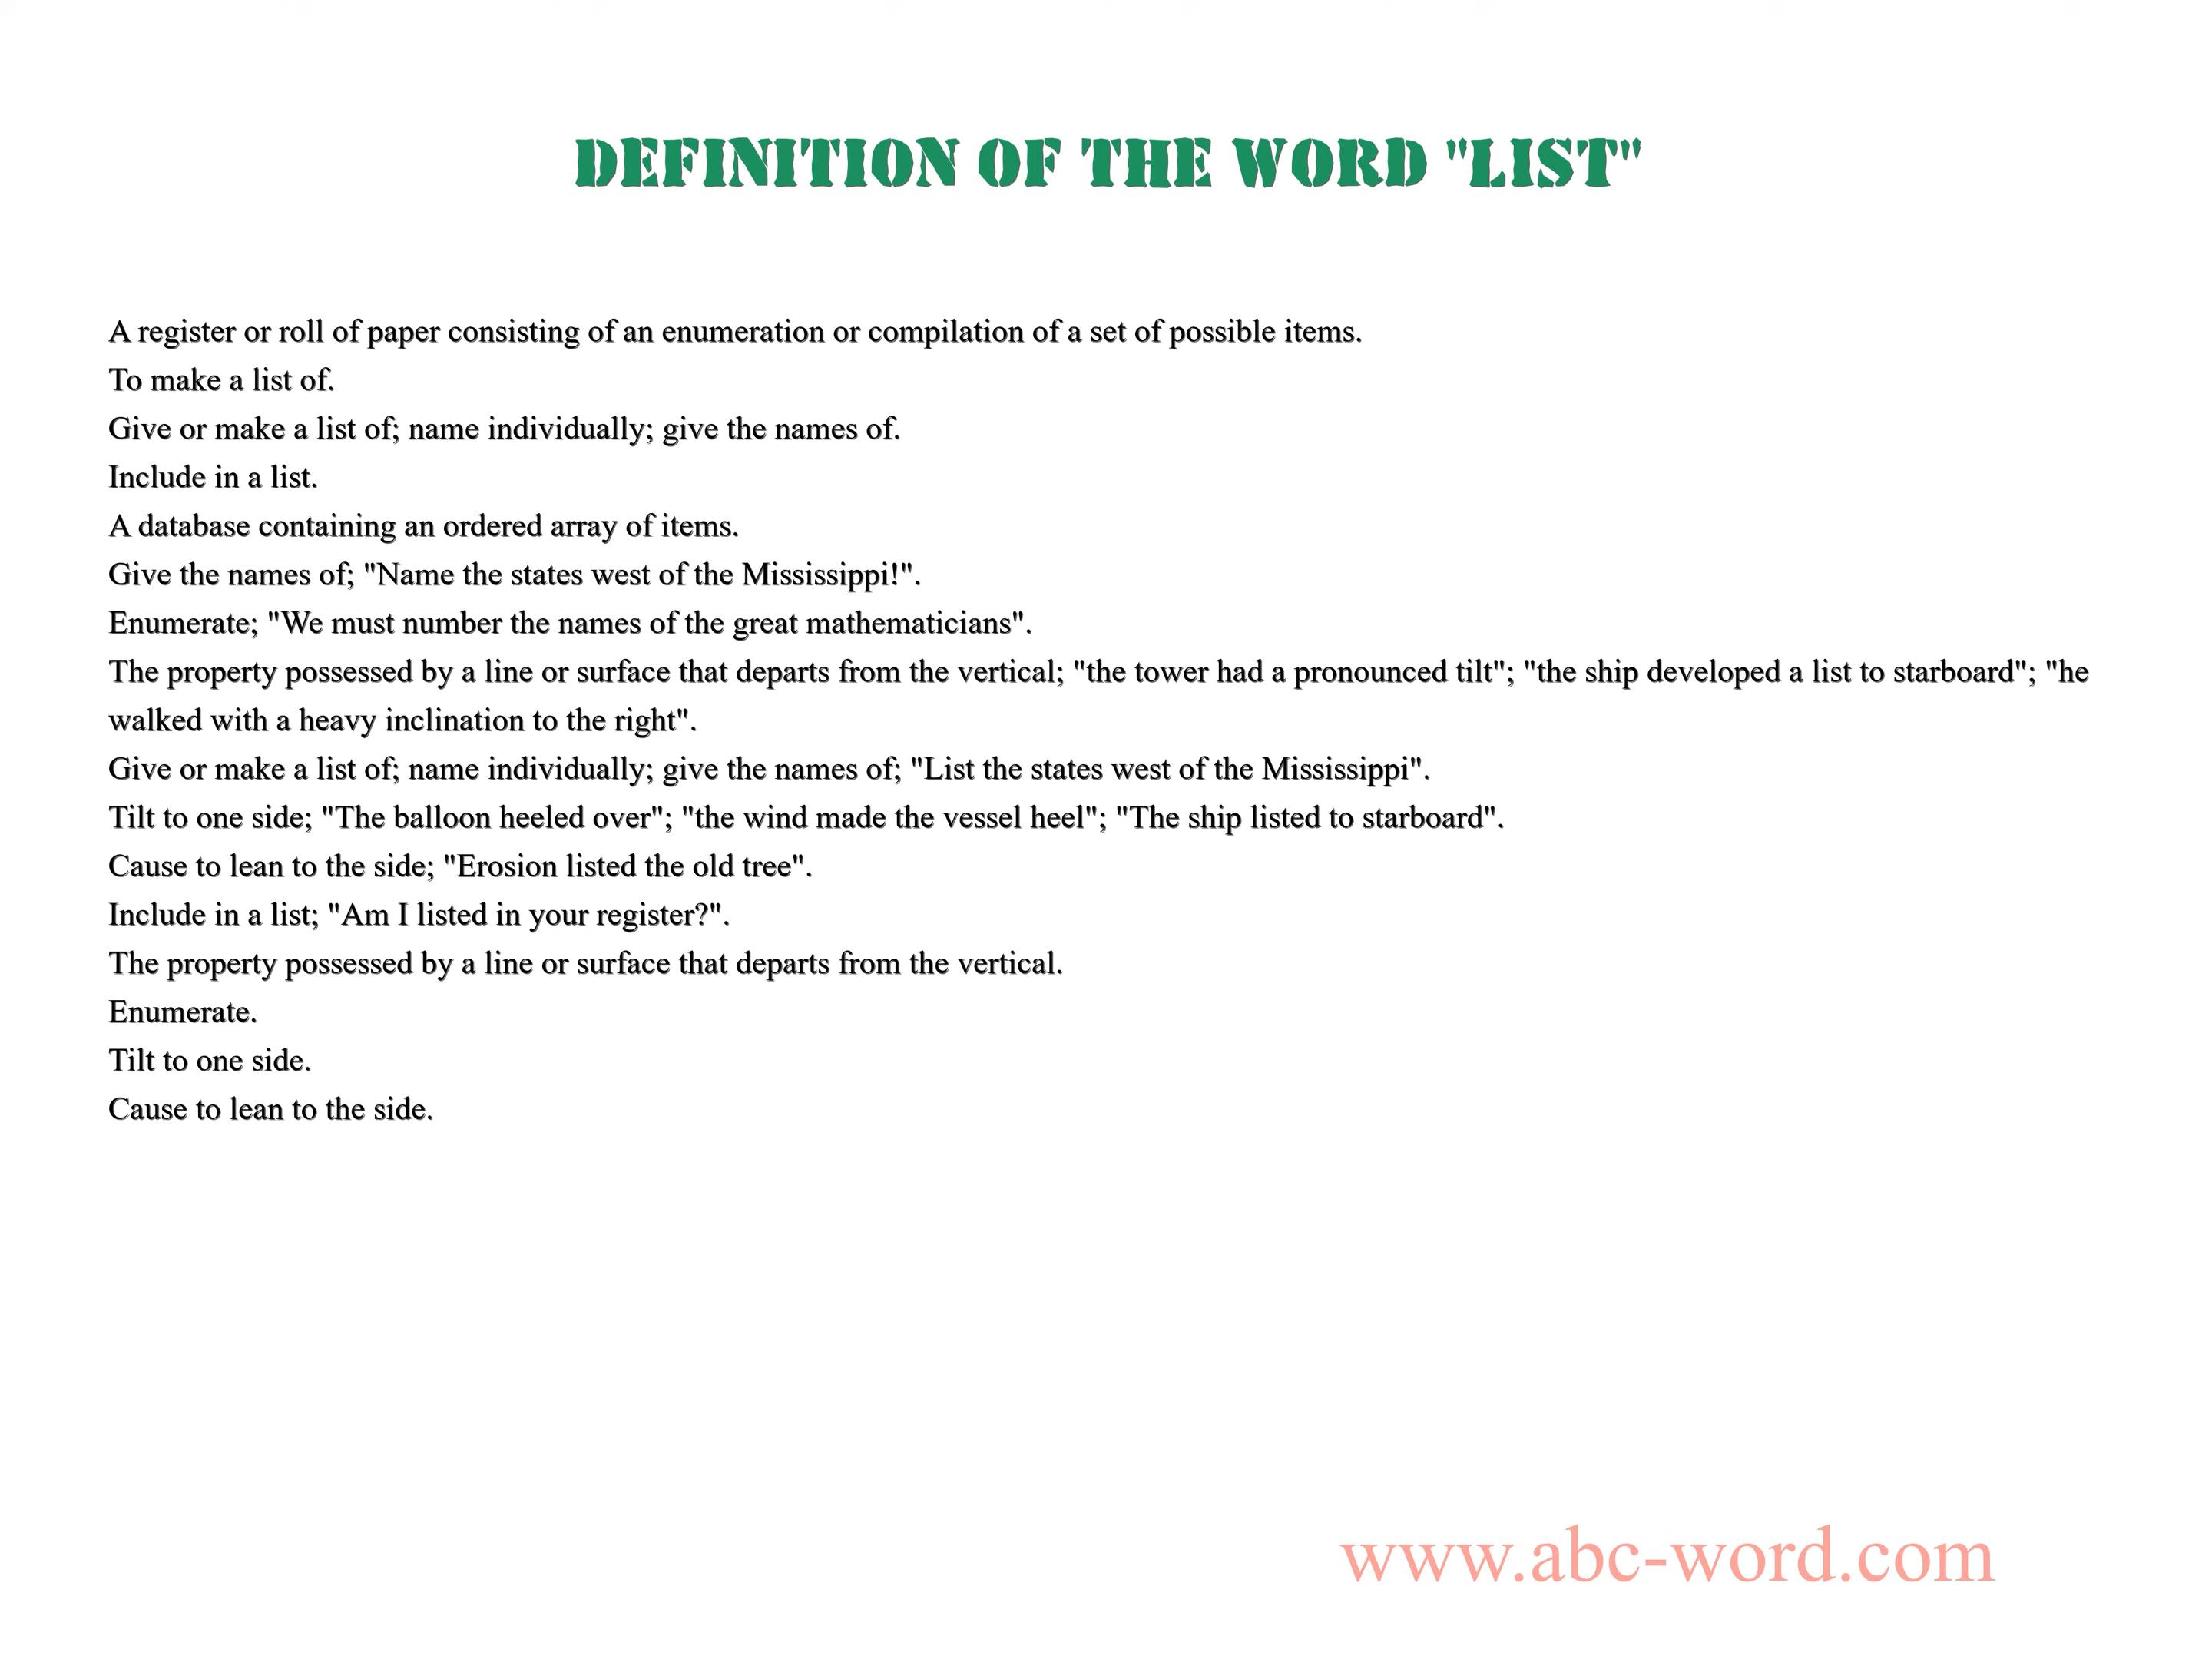 DEFINITION OF THE WORD "LIST"
A register or roll of paper consisting of an enumeration or compilation of a set of possible items.
To make a list of.
Give or make a list of; name individually; give the names of.
Include in a list.
A database containing an ordered array of items.
Give the names of; "Name the states west of the Mississippi!".
Enumerate; "We must number the names of the great mathematicians".
The property possessed by a line or surface that departs from the vertical; "the tower had a pronounced tilt"; "the ship developed a list to starboard"; "he
walked with a heavy inclination to the right".
Give or make a list of; name individually; give the names of; "List the states west of the Mississippi".
Tilt to one side; "The balloon heeled over"; "the wind made the vessel heel"; "The ship listed to starboard".
Cause to lean to the side; "Erosion listed the old tree".
Include in a list; "Am I listed in your register?".
The property possessed by a line or surface that departs from the vertical.
Enumerate.
Tilt to one side.
Cause to lean to the side.
www.abc-word.com